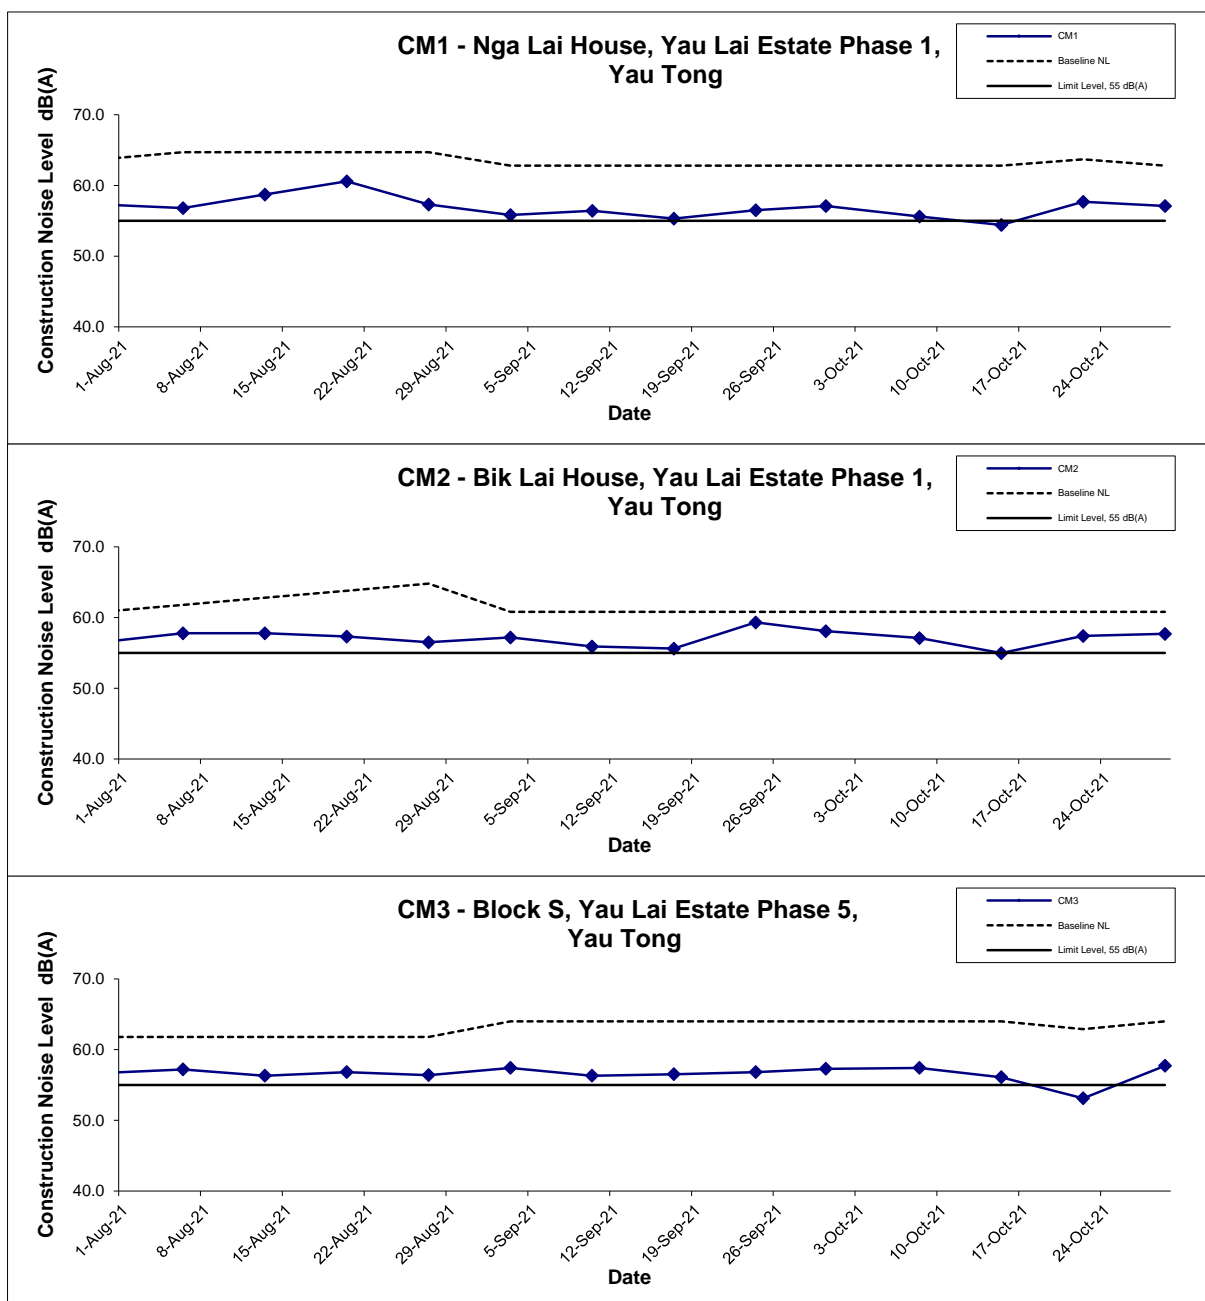 CM1 - Nga Lai House, Yau Lai Estate Phase 1,
Yau Tong
CM1
Baseline NL
Limit Level, 55 dB(A)
Construction Noise Level dB(A)
70.0
60.0
50.0
40.0
1-Aug-21
8-Aug-21
15-Aug-21
22-Aug-21
29-Aug-21
5-Sep-21
12-Sep-21
19-Sep-21
26-Sep-21
3-Oct-21
10-Oct-21
17-Oct-21
24-Oct-21
Date
CM2 - Bik Lai House, Yau Lai Estate Phase 1,
Yau Tong
CM2
Baseline NL
Limit Level, 55 dB(A)
Construction Noise Level dB(A)
70.0
60.0
50.0
40.0
1-Aug-21
8-Aug-21
15-Aug-21
22-Aug-21
29-Aug-21
5-Sep-21
12-Sep-21
19-Sep-21
26-Sep-21
3-Oct-21
10-Oct-21
17-Oct-21
24-Oct-21
Date
CM3 - Block S, Yau Lai Estate Phase 5,
Yau Tong
CM3
Baseline NL
Limit Level, 55 dB(A)
Construction Noise Level dB(A)
70.0
60.0
50.0
40.0
1-Aug-21
8-Aug-21
15-Aug-21
22-Aug-21
29-Aug-21
5-Sep-21
12-Sep-21
19-Sep-21
26-Sep-21
3-Oct-21
10-Oct-21
17-Oct-21
24-Oct-21
Date